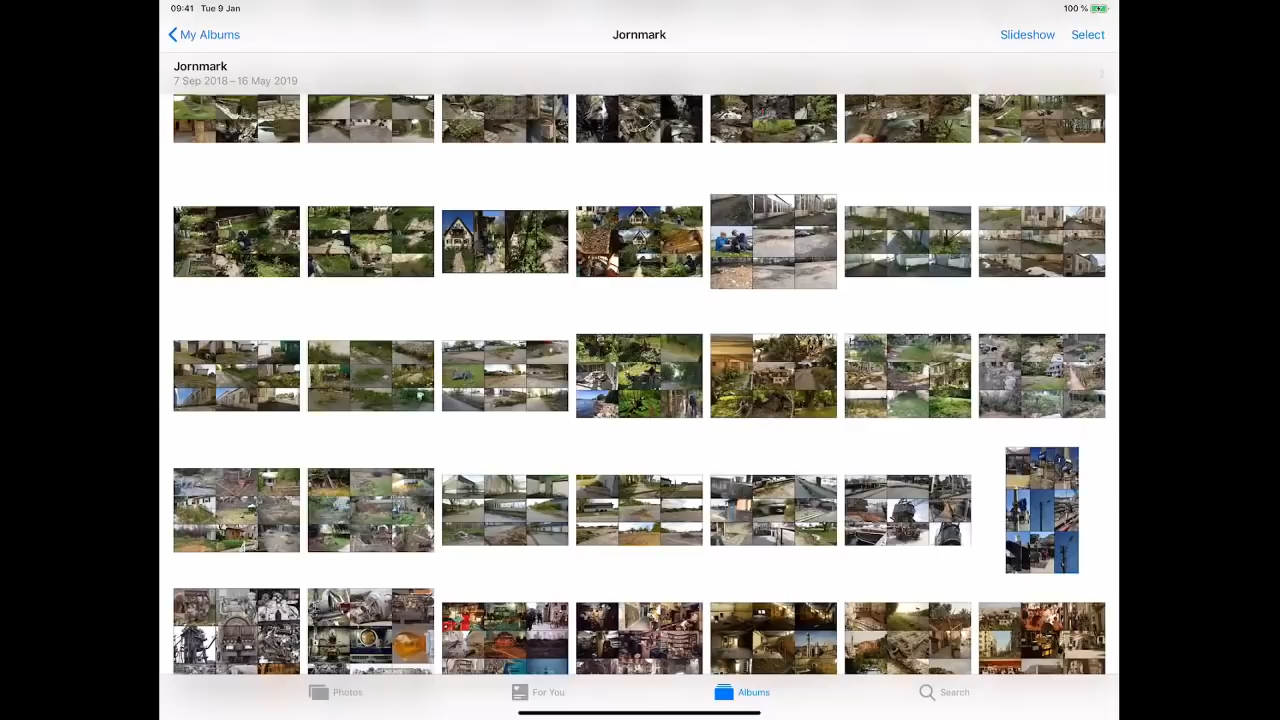 09:41 Tue 9 Jan
100 %
My Albums
Jornmark
Slideshow
Select
Jornmark
7 Sep 2018–16 May 2019
Photos
For You
Albums
Search